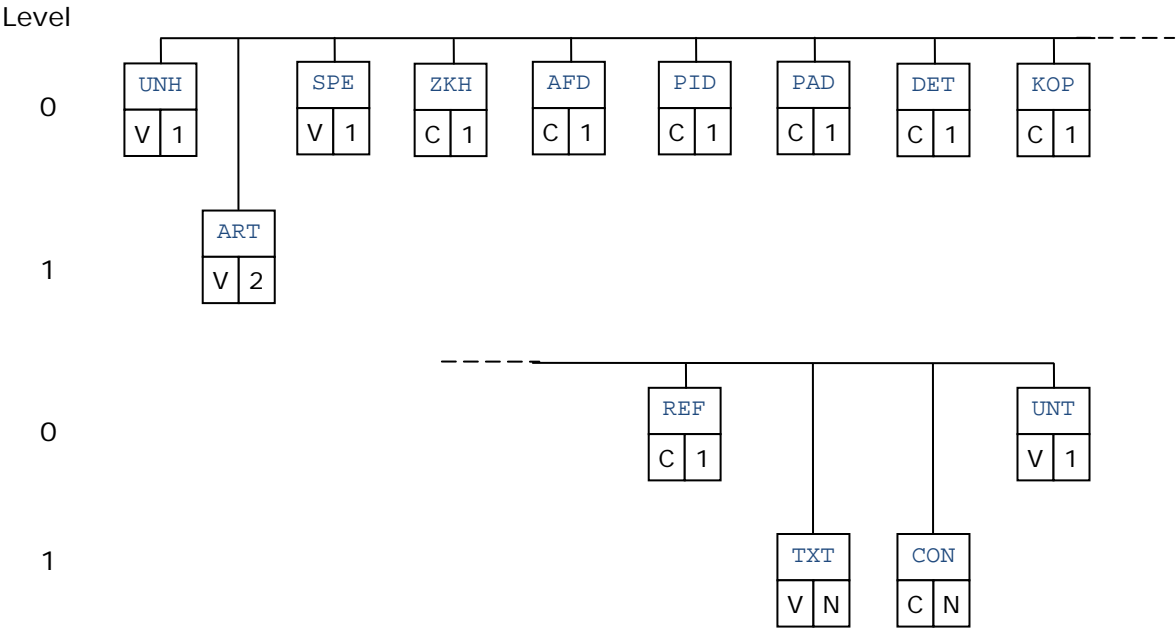 Level
UNH SPE ZKH AFD PID PAD DET KOP
0
V 1 V 1 C 1 C 1 C 1 C 1 C 1 C 1
ART
1
V 2
REF UNT
0
C 1 V 1
TXT CON
1
V N C N